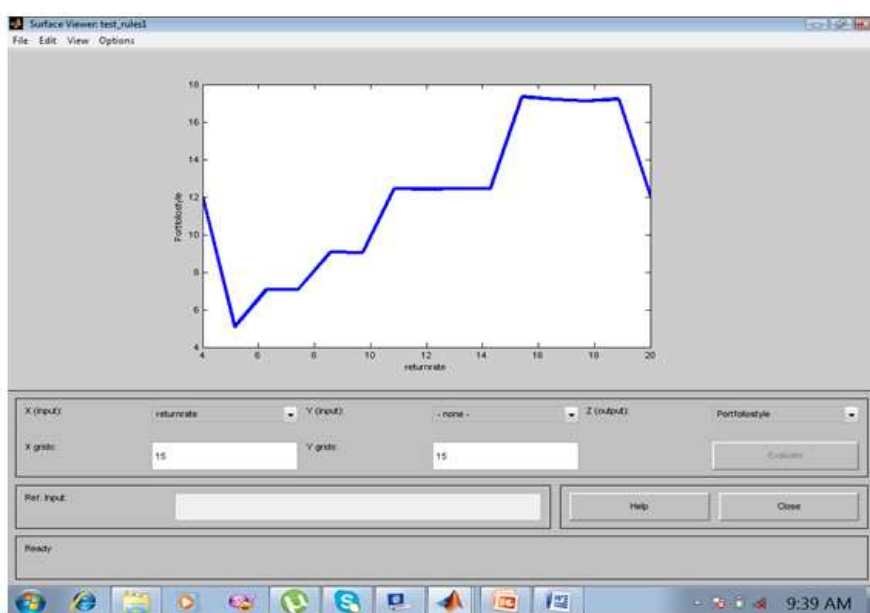 Surface Viewer: test_rules1
File Edit View Options
18
16
14
12
10
8
6
4
Portfoliostyle
4 6 8 10 12 14 16 18 20
returnrate
X (input): returnrate Y (input): - none - Z (output): Portfoliostyle
X grids: 15 Y grids: 15 Evaluate
Ref. Input: Help Close
Ready
9:39 AM